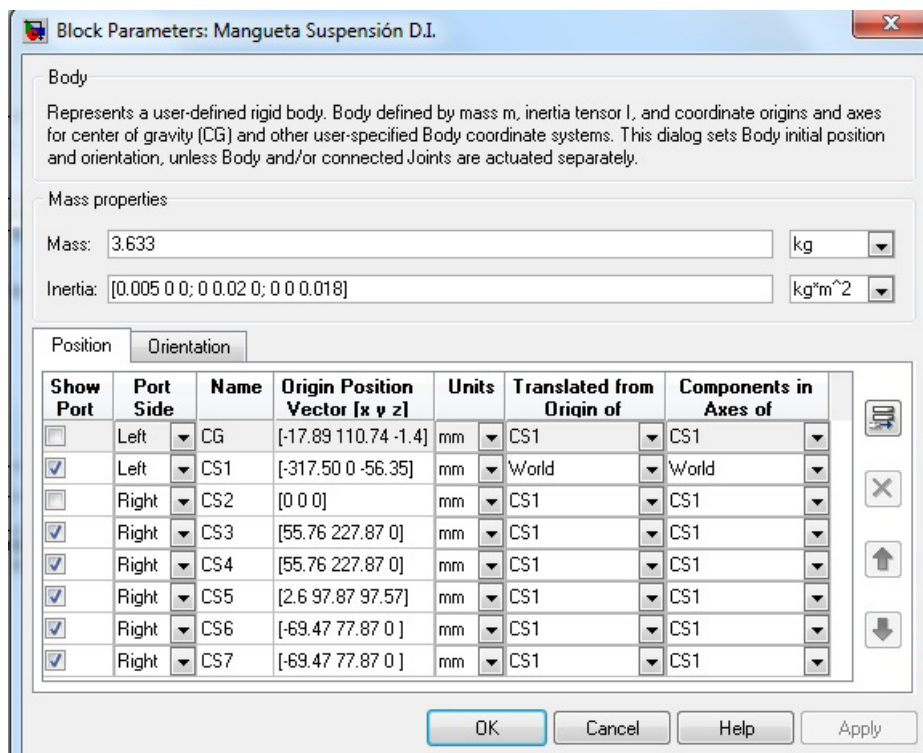 Block Parameters: Mangueta Suspensión D.I.
Body
Represents a user-defined rigid body. Body defined by mass m, inertia tensor I, and coordinate origins and axes
for center of gravity (CG) and other user-specified Body coordinate systems. This dialog sets Body initial position
and orientation, unless Body and/or connected Joints are actuated separately.
Mass properties
Mass: 3.633 kg
Inertia: [0.005 0 0; 0 0.02 0; 0 0 0.018] kg*m^2
Position Orientation
Show Port Name Origin Position Units Translated from Components in
Port Side Vector [x y z] Origin of Axes of
Left CG [-17.89 110.74 -1.4] mm CS1 CS1
Left CS1 [-317.50 0 -56.35] mm World World
Right CS2 [0 0 0] mm CS1 CS1
Right CS3 [55.76 227.87 0] mm CS1 CS1
Right CS4 [55.76 227.87 0] mm CS1 CS1
Right CS5 [2.6 97.87 97.57] mm CS1 CS1
Right CS6 [-69.47 77.87 0 ] mm CS1 CS1
Right CS7 [-69.47 77.87 0 ] mm CS1 CS1
OK Cancel Help Apply